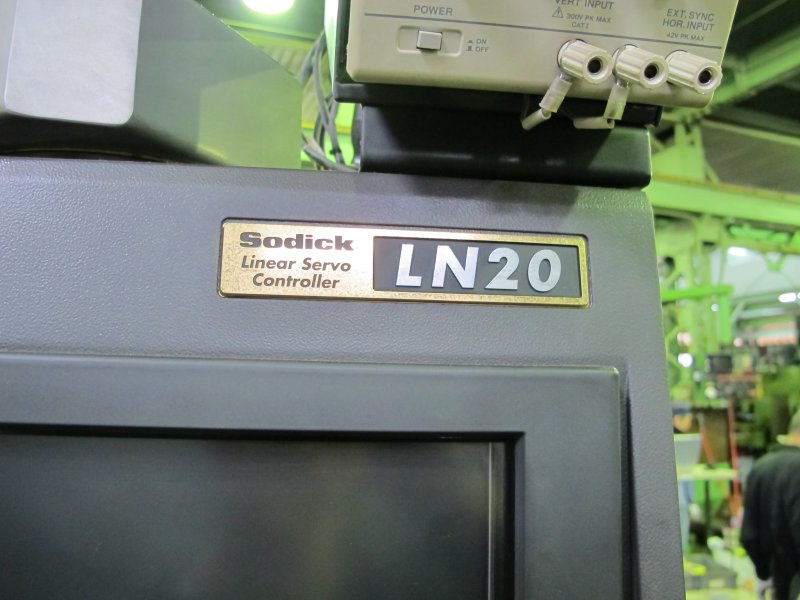 POWER
ON
OFF
VERT INPUT
300V PK MAX
CAT I
EXT. SYNC
HOR. INPUT
42V PK MAX
Sodick
Linear Servo
Controller
LN20